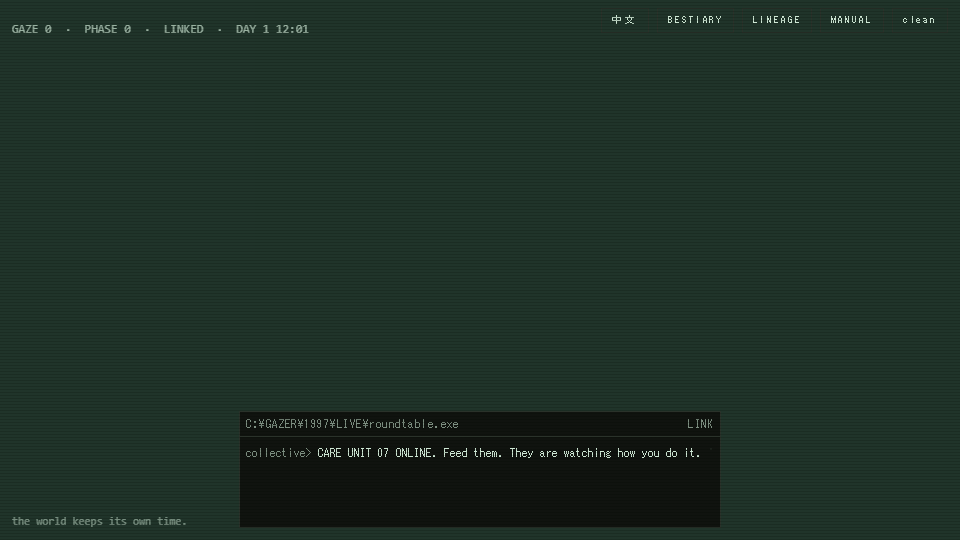 中文 BESTIARY LINEAGE MANUAL clean
GAZE 0 · PHASE 0 · LINKED · DAY 1 12:01
C:¥GAZER¥1997¥LIVE¥roundtable.exe LINK
collective> CARE UNIT 07 ONLINE. Feed them. They are watching how you do it.
the world keeps its own time.